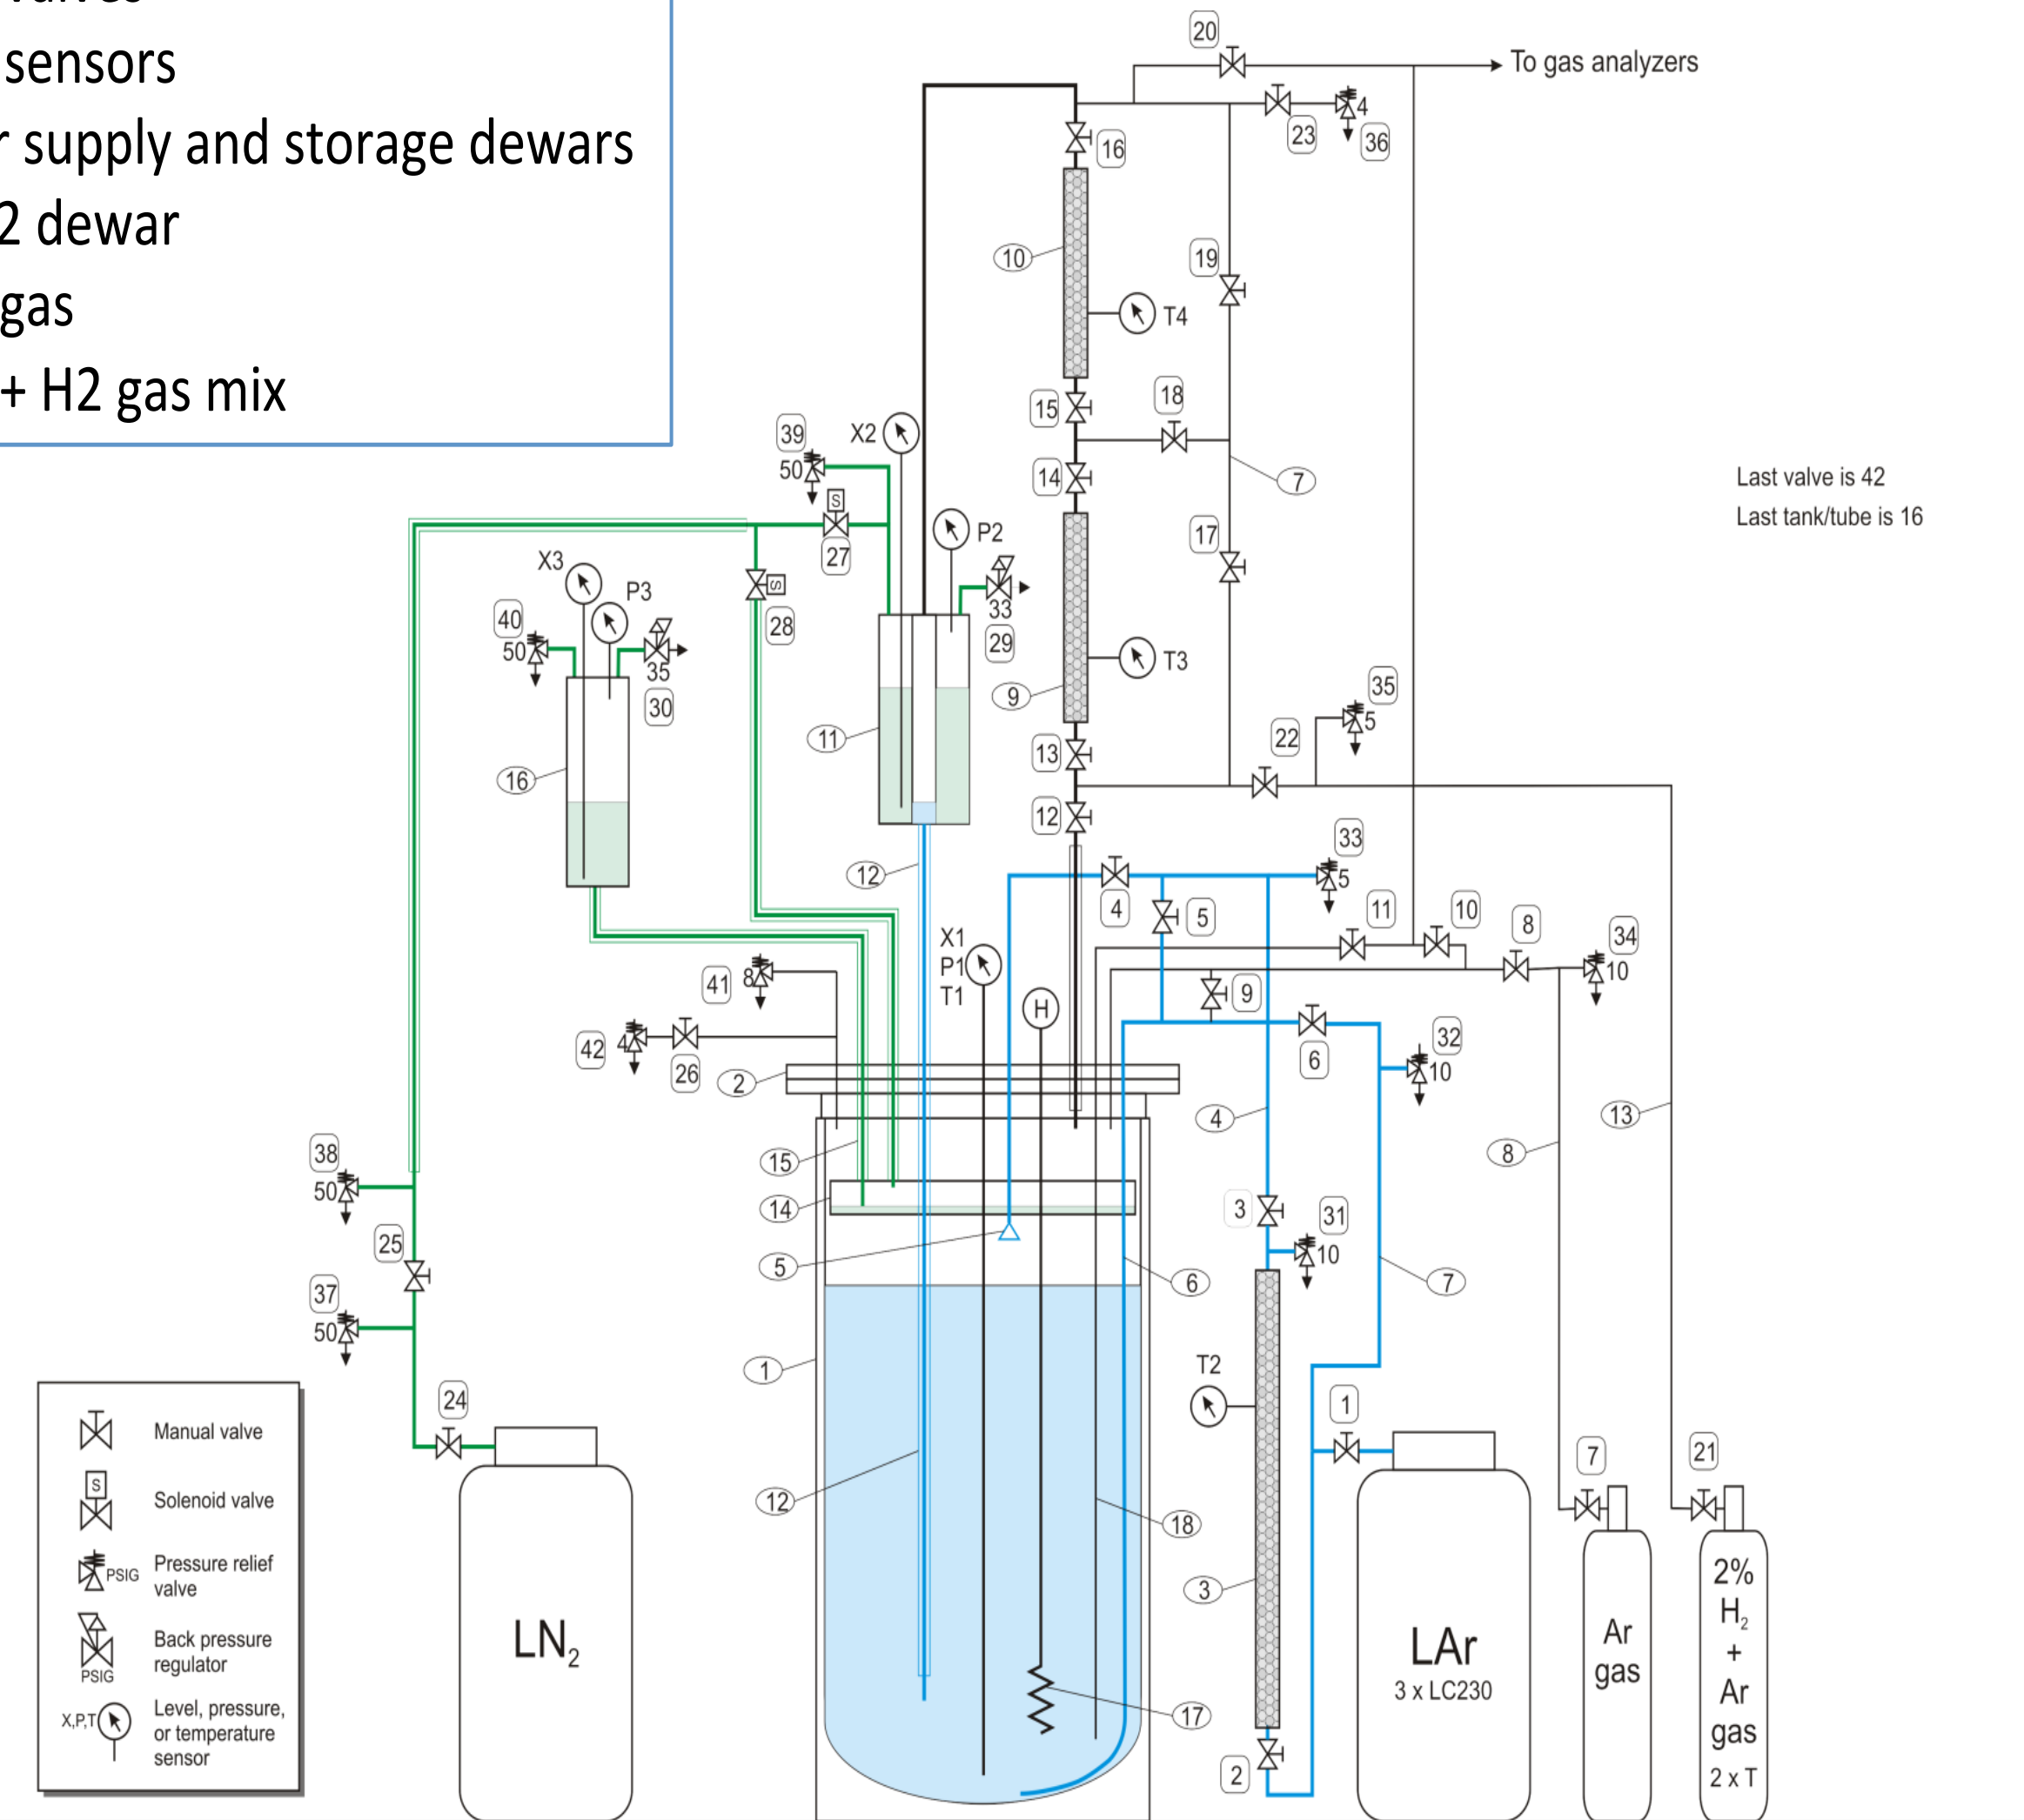 sensors
supply and storage dewars
2 dewar
gas
+ H2 gas mix
20
To gas analyzers
4
23
36
16
10
19
T4
18
15
39
X2
50
14
7
S
17
27
P2
X3
P3
S
33
28
29
40
50
35
30
T3
9
35
5
11
13
22
16
12
33
12
5
4
5
11
10
8
34
10
X1
P1
T1
41
8
9
H
42
4
26
2
6
32
10
4
13
8
15
38
50
14
3
31
10
25
5
6
7
37
50
1
T2
24
1
7
21
12
18
3
17
2
LN2
LAr
3 x LC230
Ar
gas
2%
H2
+
Ar
gas
2 x T
Last valve is 42
Last tank/tube is 16
Manual valve
S
Solenoid valve
PSIG
Pressure relief
valve
Back pressure
regulator
PSIG
X,P,T
Level, pressure,
or temperature
sensor